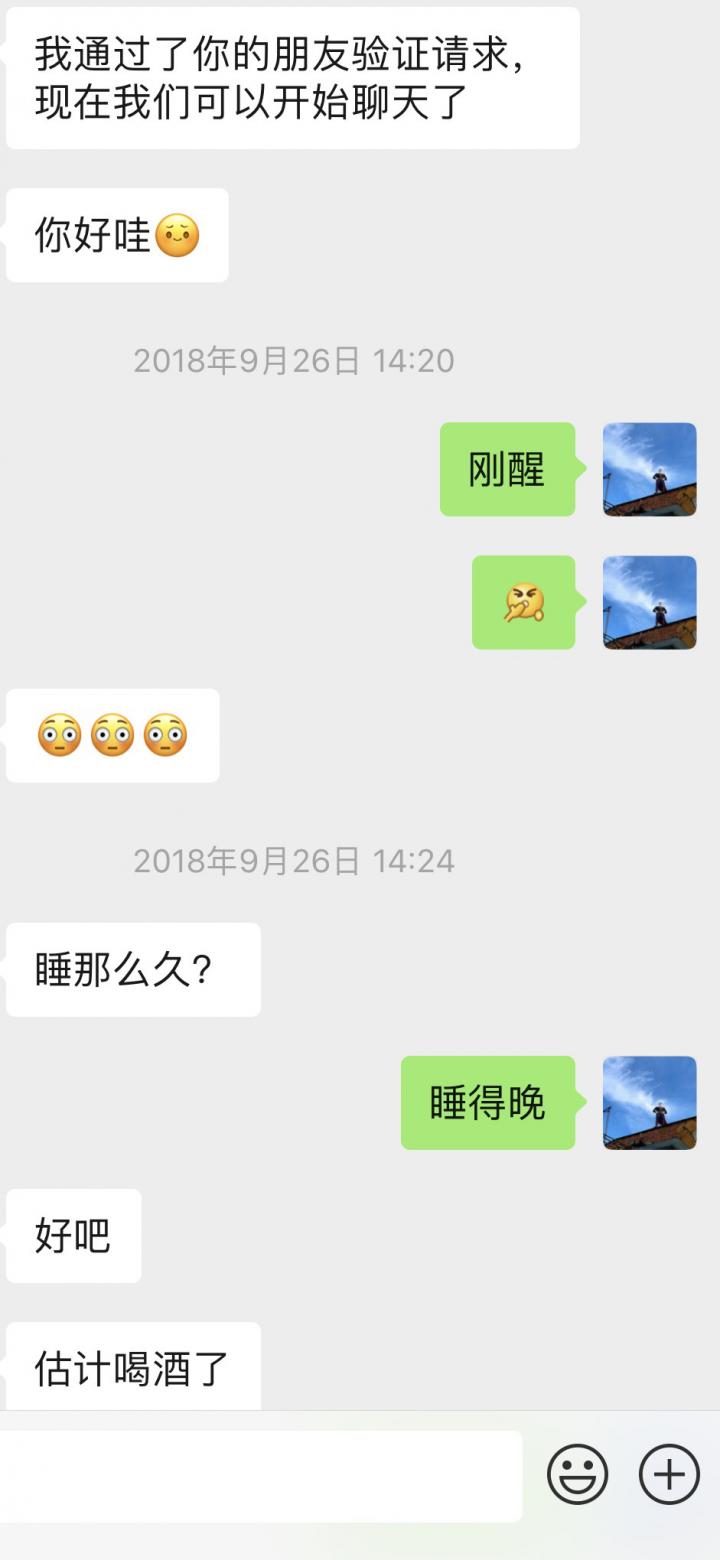 我通过了你的朋友验证请求，
现在我们可以开始聊天了
你好哇
2018年9月26日 14:20
刚醒
2018年9月26日 14:24
睡那么久？
睡得晚
好吧
估计喝酒了